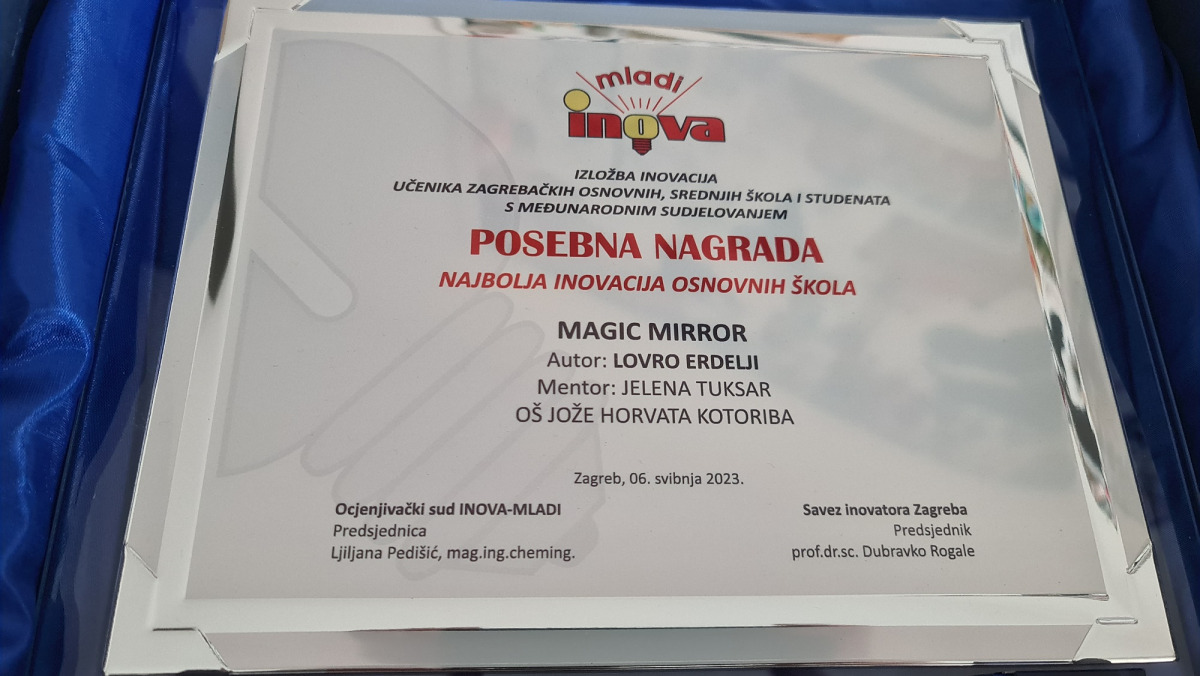 mladi
inova
IZLOŽBA INOVACIJA
UČENIKA ZAGREBAČKIH OSNOVNIH, SREDNJIH ŠKOLA I STUDENATA
S MEĐUNARODNIM SUDJELOVANJEM
POSEBNA NAGRADA
NAJBOLJA INOVACIJA OSNOVNIH ŠKOLA
MAGIC MIRROR
Autor: LOVRO ERDELJI
Mentor: JELENA TUKSAR
OŠ JOŽE HORVATA KOTORIBA
Zagreb, 06. svibnja 2023.
Ocjenjivački sud INOVA-MLADI
Predsjednica
Ljiljana Pedišić, mag.ing.cheming.
Savez inovatora Zagreba
Predsjednik
prof.dr.sc. Dubravko Rogale